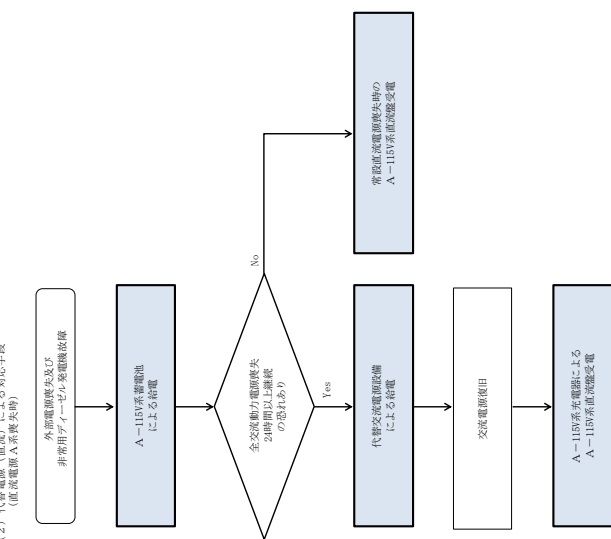 （2）代替電源（直流）による対応手段
（直流電源Ａ系喪失時）
外部電源喪失及び
非常用ディーゼル発電機故障
Ａ－115V系蓄電池
による給電
全交流動力電源喪失
24時間以上継続
の恐れあり
No
Yes
常設直流電源喪失時の
Ａ－115V系直流盤受電
代替交流電源設備
による給電
交流電源復旧
Ａ－115V系充電器による
Ａ－115V系直流盤受電